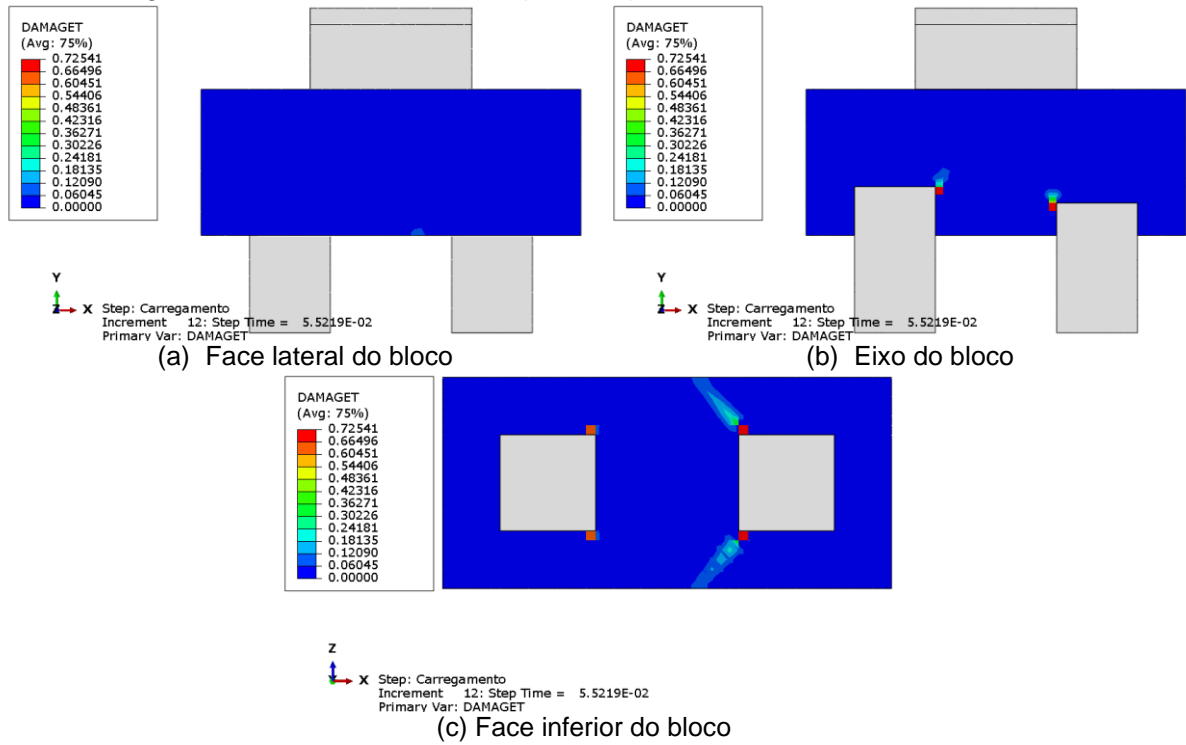 DAMAGET
(Avg: 75%)
0.72541
0.66496
0.60451
0.54406
0.48361
0.42316
0.36271
0.30226
0.24181
0.18135
0.12090
0.06045
0.00000
Y
Z X
Step: Carregamento
Increment 12: Step Time = 5.5219E-02
Primary Var: DAMAGET
(a) Face lateral do bloco
DAMAGET
(Avg: 75%)
0.72541
0.66496
0.60451
0.54406
0.48361
0.42316
0.36271
0.30226
0.24181
0.18135
0.12090
0.06045
0.00000
Y
Z X
Step: Carregamento
Increment 12: Step Time = 5.5219E-02
Primary Var: DAMAGET
(b) Eixo do bloco
DAMAGET
(Avg: 75%)
0.72541
0.66496
0.60451
0.54406
0.48361
0.42316
0.36271
0.30226
0.24181
0.18135
0.12090
0.06045
0.00000
Z
Y X
Step: Carregamento
Increment 12: Step Time = 5.5219E-02
Primary Var: DAMAGET
(c) Face inferior do bloco